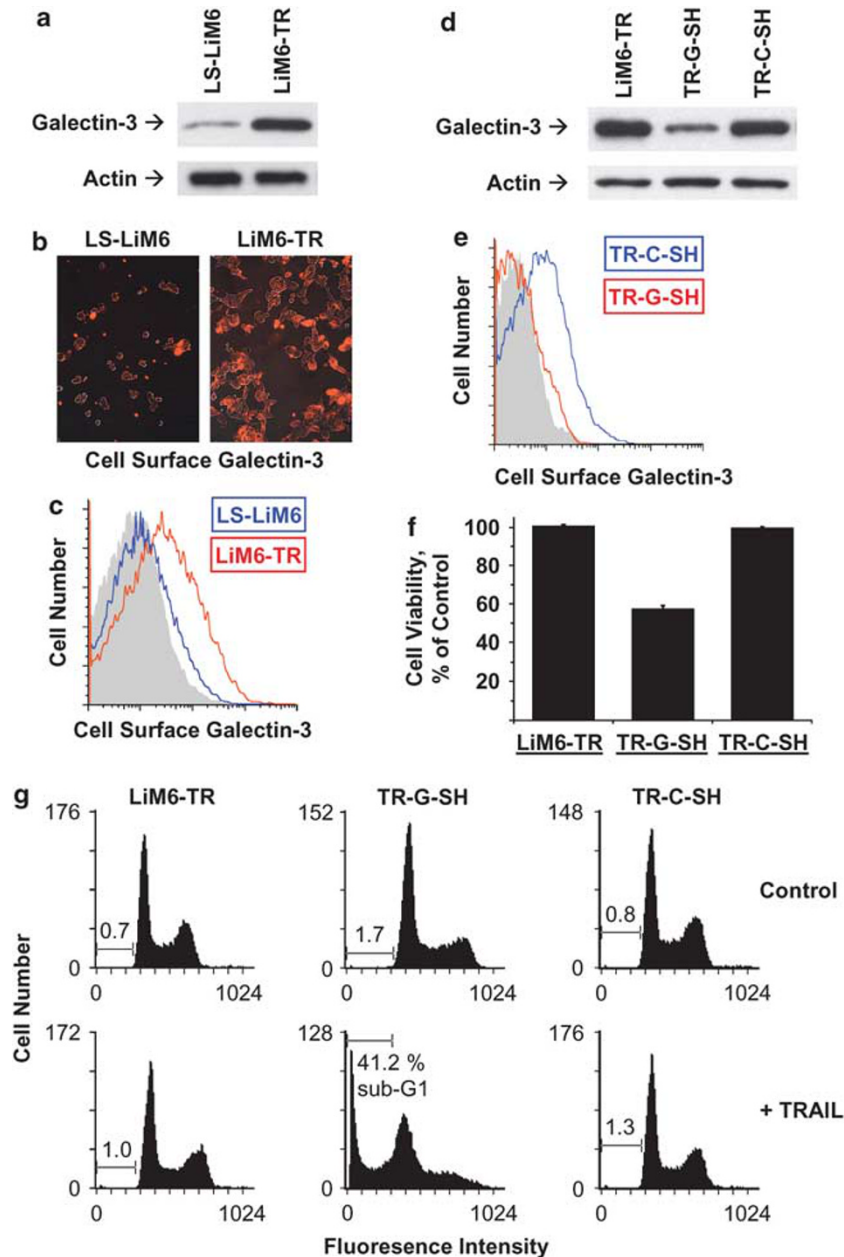 a
LS-LiM6
LiM6-TR
Galectin-3 →
Actin →
b
LS-LiM6
LiM6-TR
Cell Surface Galectin-3
c
LS-LiM6
LiM6-TR
Cell Number
Cell Surface Galectin-3
d
LiM6-TR
TR-G-SH
TR-C-SH
Galectin-3 →
Actin →
e
TR-C-SH
TR-G-SH
Cell Number
Cell Surface Galectin-3
f
Cell Viability,
% of Control
100
80
60
40
20
LiM6-TR
TR-G-SH
TR-C-SH
g
LiM6-TR
TR-G-SH
TR-C-SH
Cell Number
176
0.7
0
0
1024
152
1.7
0
0
1024
148
0.8
0
0
1024
Control
172
1.0
0
0
1024
128
41.2 %
sub-G1
0
0
1024
176
1.3
0
0
1024
+ TRAIL
Fluoresence Intensity